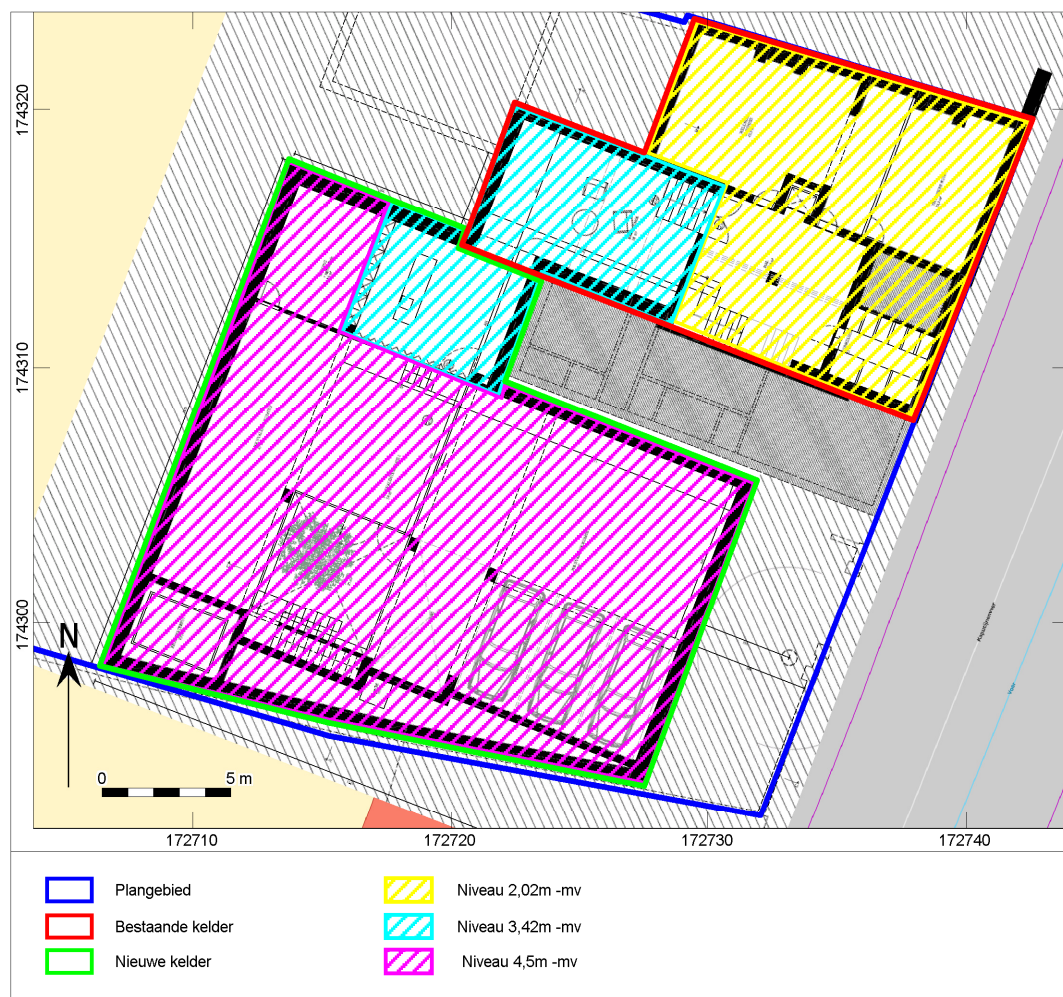 174320
174310
174300
N
0 5 m
Kapucijnenvoer
172710 172720 172730 172740
Plangebied
Bestaande kelder
Nieuwe kelder
Niveau 2,02m -mv
Niveau 3,42m -mv
Niveau 4,5m -mv